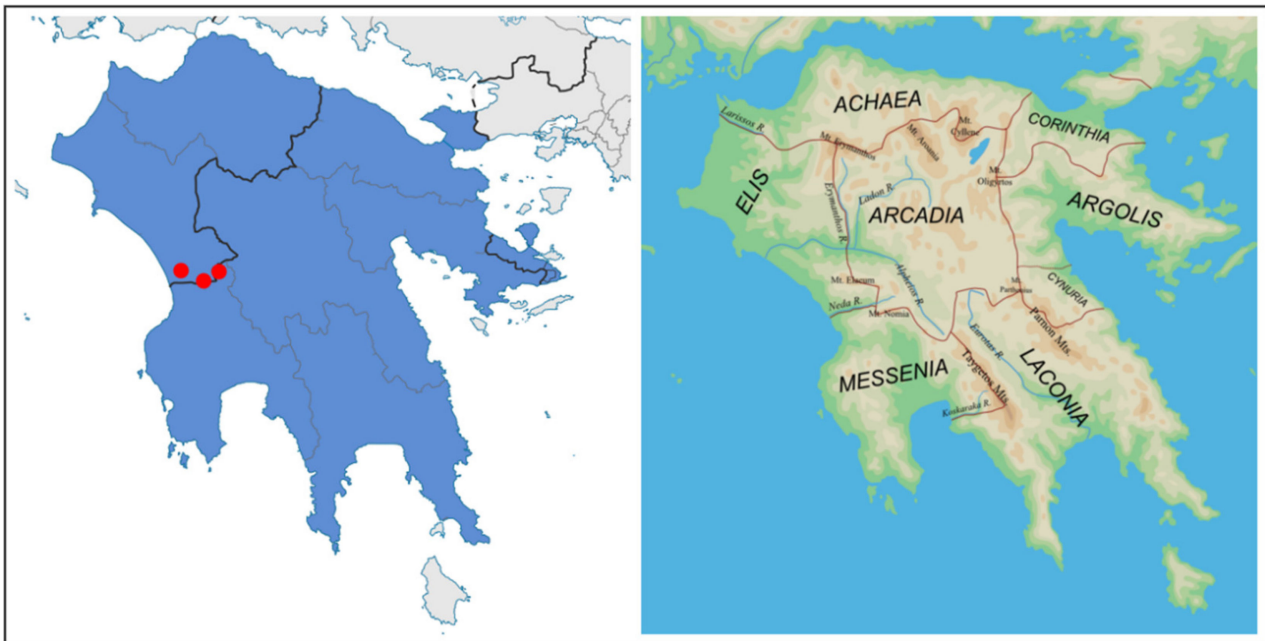 ACHAEA
CORINTHIA
Larissos R.
Mt. Erymanthos
Mt. Aroania
Mt.
Cyllene
Mt.
Oligyrtos
ELIS
Erymanthos R.
Ladon R.
ARCADIA
ARGOLIS
Mt. Elaeum
Alpheios R.
Mt.
Parthenius
CYNURIA
Neda R.
Mt. Nomia
Eurotas R.
Parnon Mts.
MESSENIA
Taygetos Mts.
LACONIA
Koskaraka R.